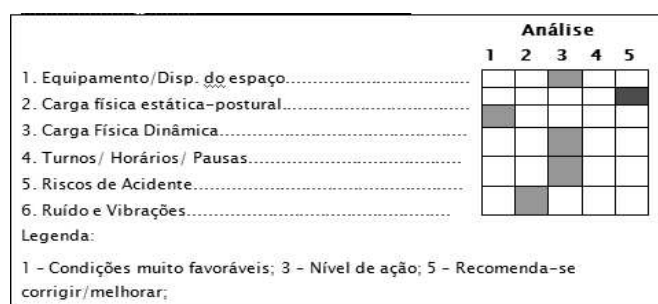 Análise
1 2 3 4 5
1. Equipamento/Disp. do espaço................................................
2. Carga física estática-postural................................................
3. Carga Física Dinâmica................................................
4. Turnos/ Horários/ Pausas................................................
5. Riscos de Acidente................................................
6. Ruído e Vibrações................................................
Legenda:
1 – Condições muito favoráveis; 3 – Nível de ação; 5 – Recomenda-se
corrigir/melhorar;